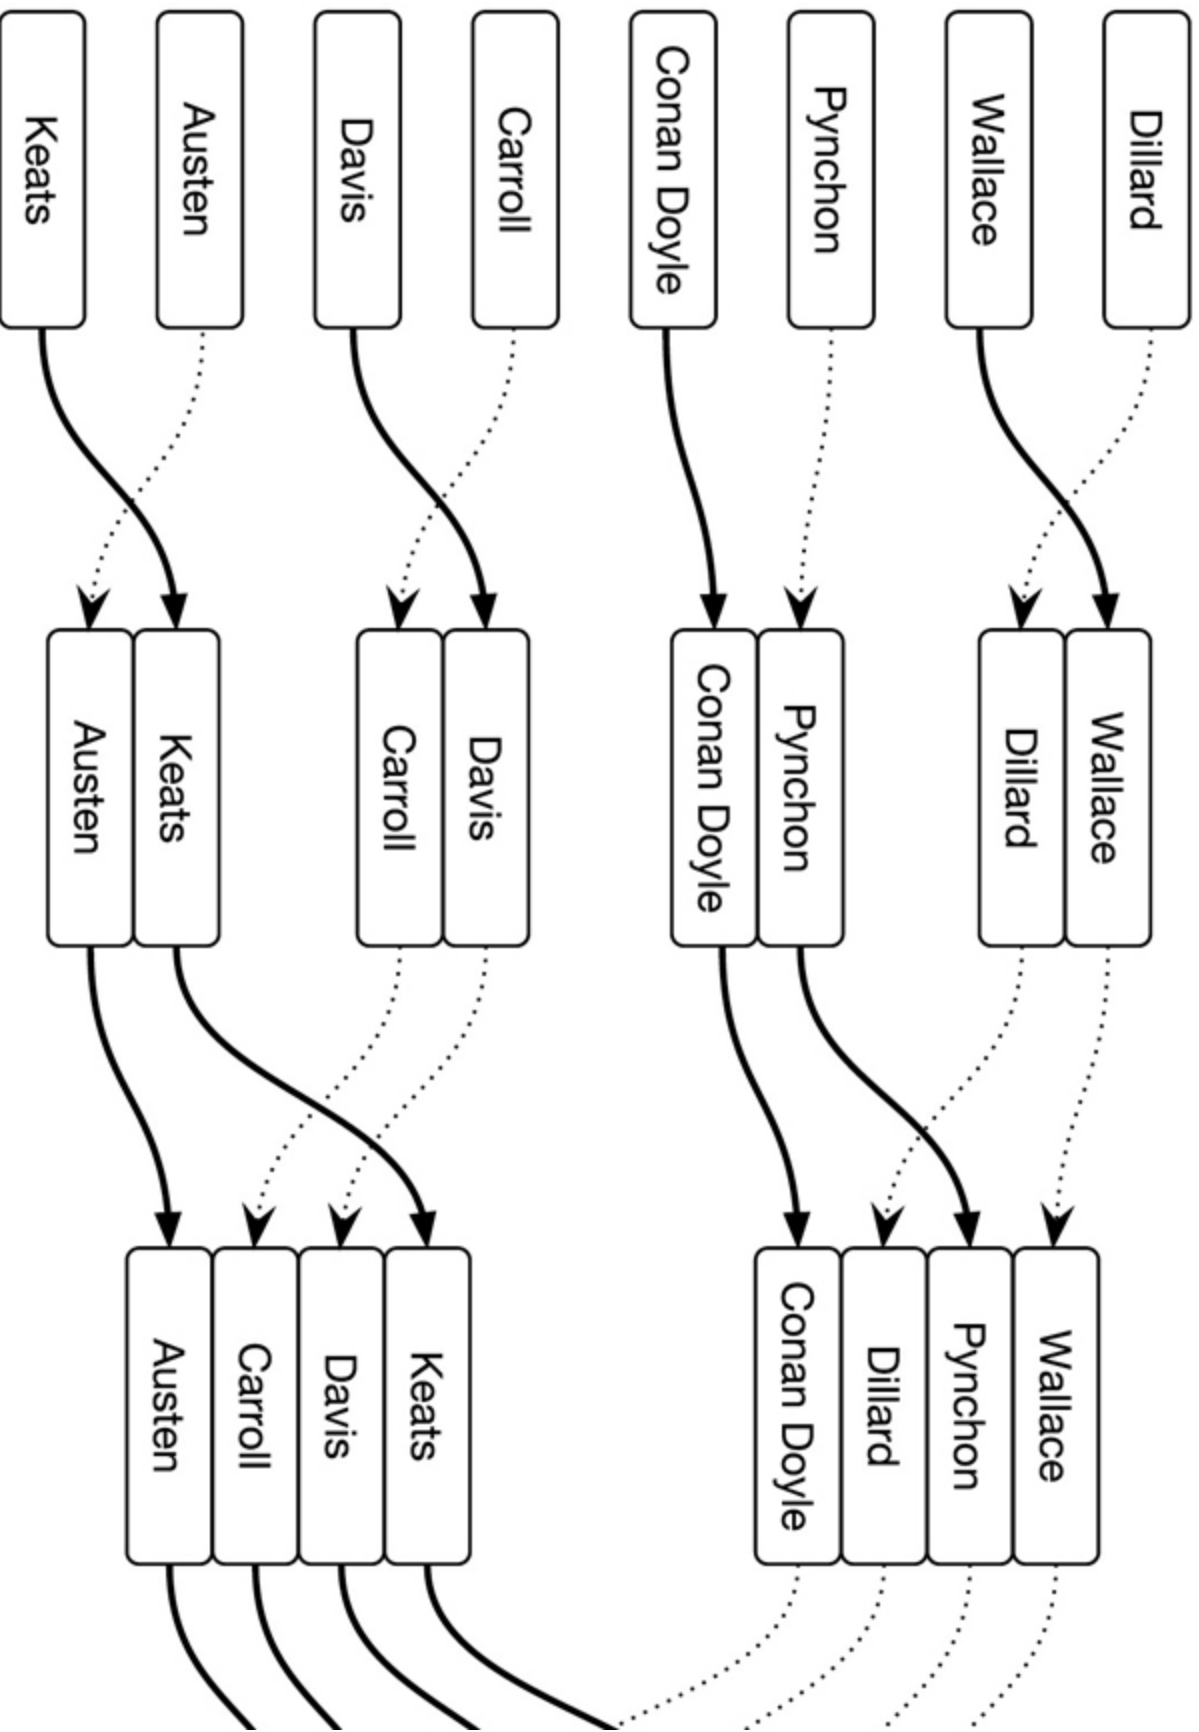 Keats
Austen
Davis
Carroll
Conan Doyle
Pynchon
Wallace
Dillard
Austen
Keats
Carroll
Davis
Conan Doyle
Pynchon
Dillard
Wallace
Austen
Carroll
Davis
Keats
Conan Doyle
Dillard
Pynchon
Wallace